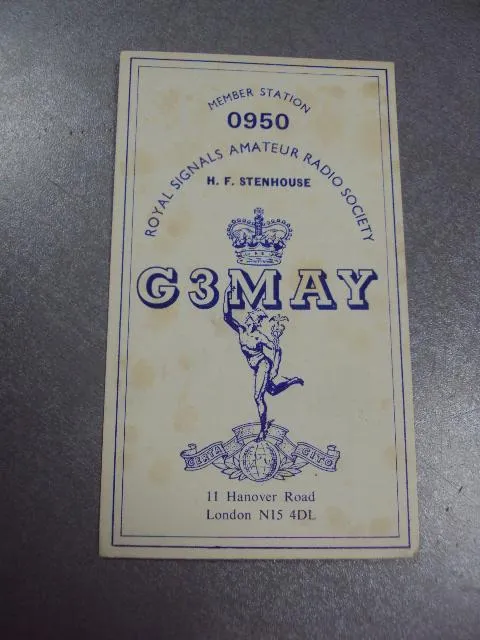 MEMBER STATION
0950
ROYAL SIGNALS AMATEUR RADIO SOCIETY
H. F. STENHOUSE
G3MAY
CERTA CITO
11 Hanover Road
London N15 4DL